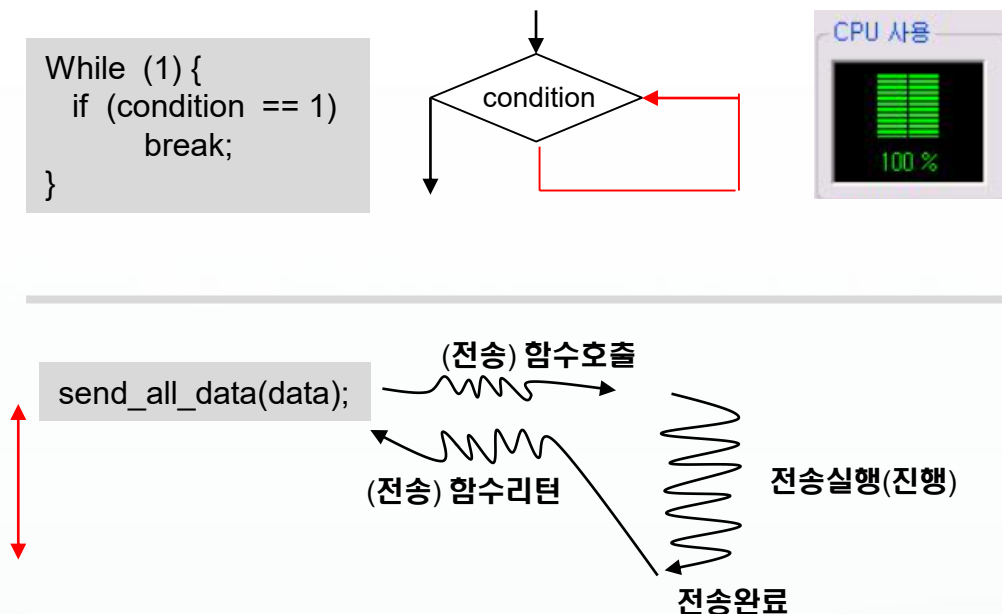 While (1) {
if (condition == 1)
break;
}
condition
CPU 사용
100 %
send_all_data(data);
(전송) 함수호출
(전송) 함수리턴
전송실행(진행)
전송완료